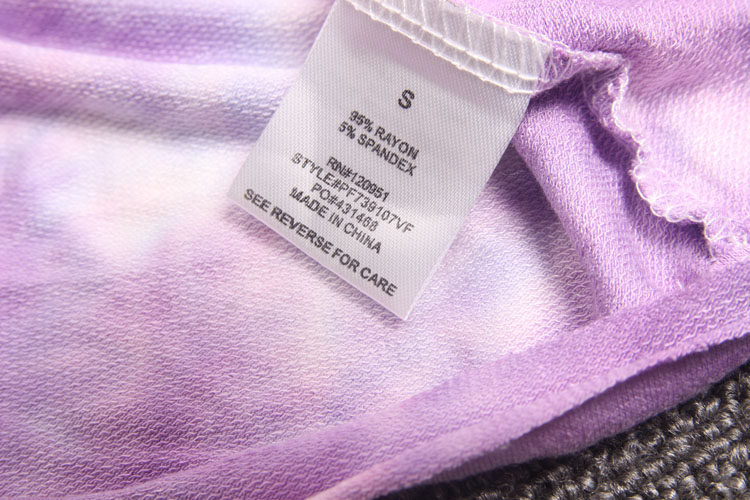 S
95% RAYON
5% SPANDEX
RN#120951
STYLE#PF739107VF
PO#431468
MADE IN CHINA
SEE REVERSE FOR CARE